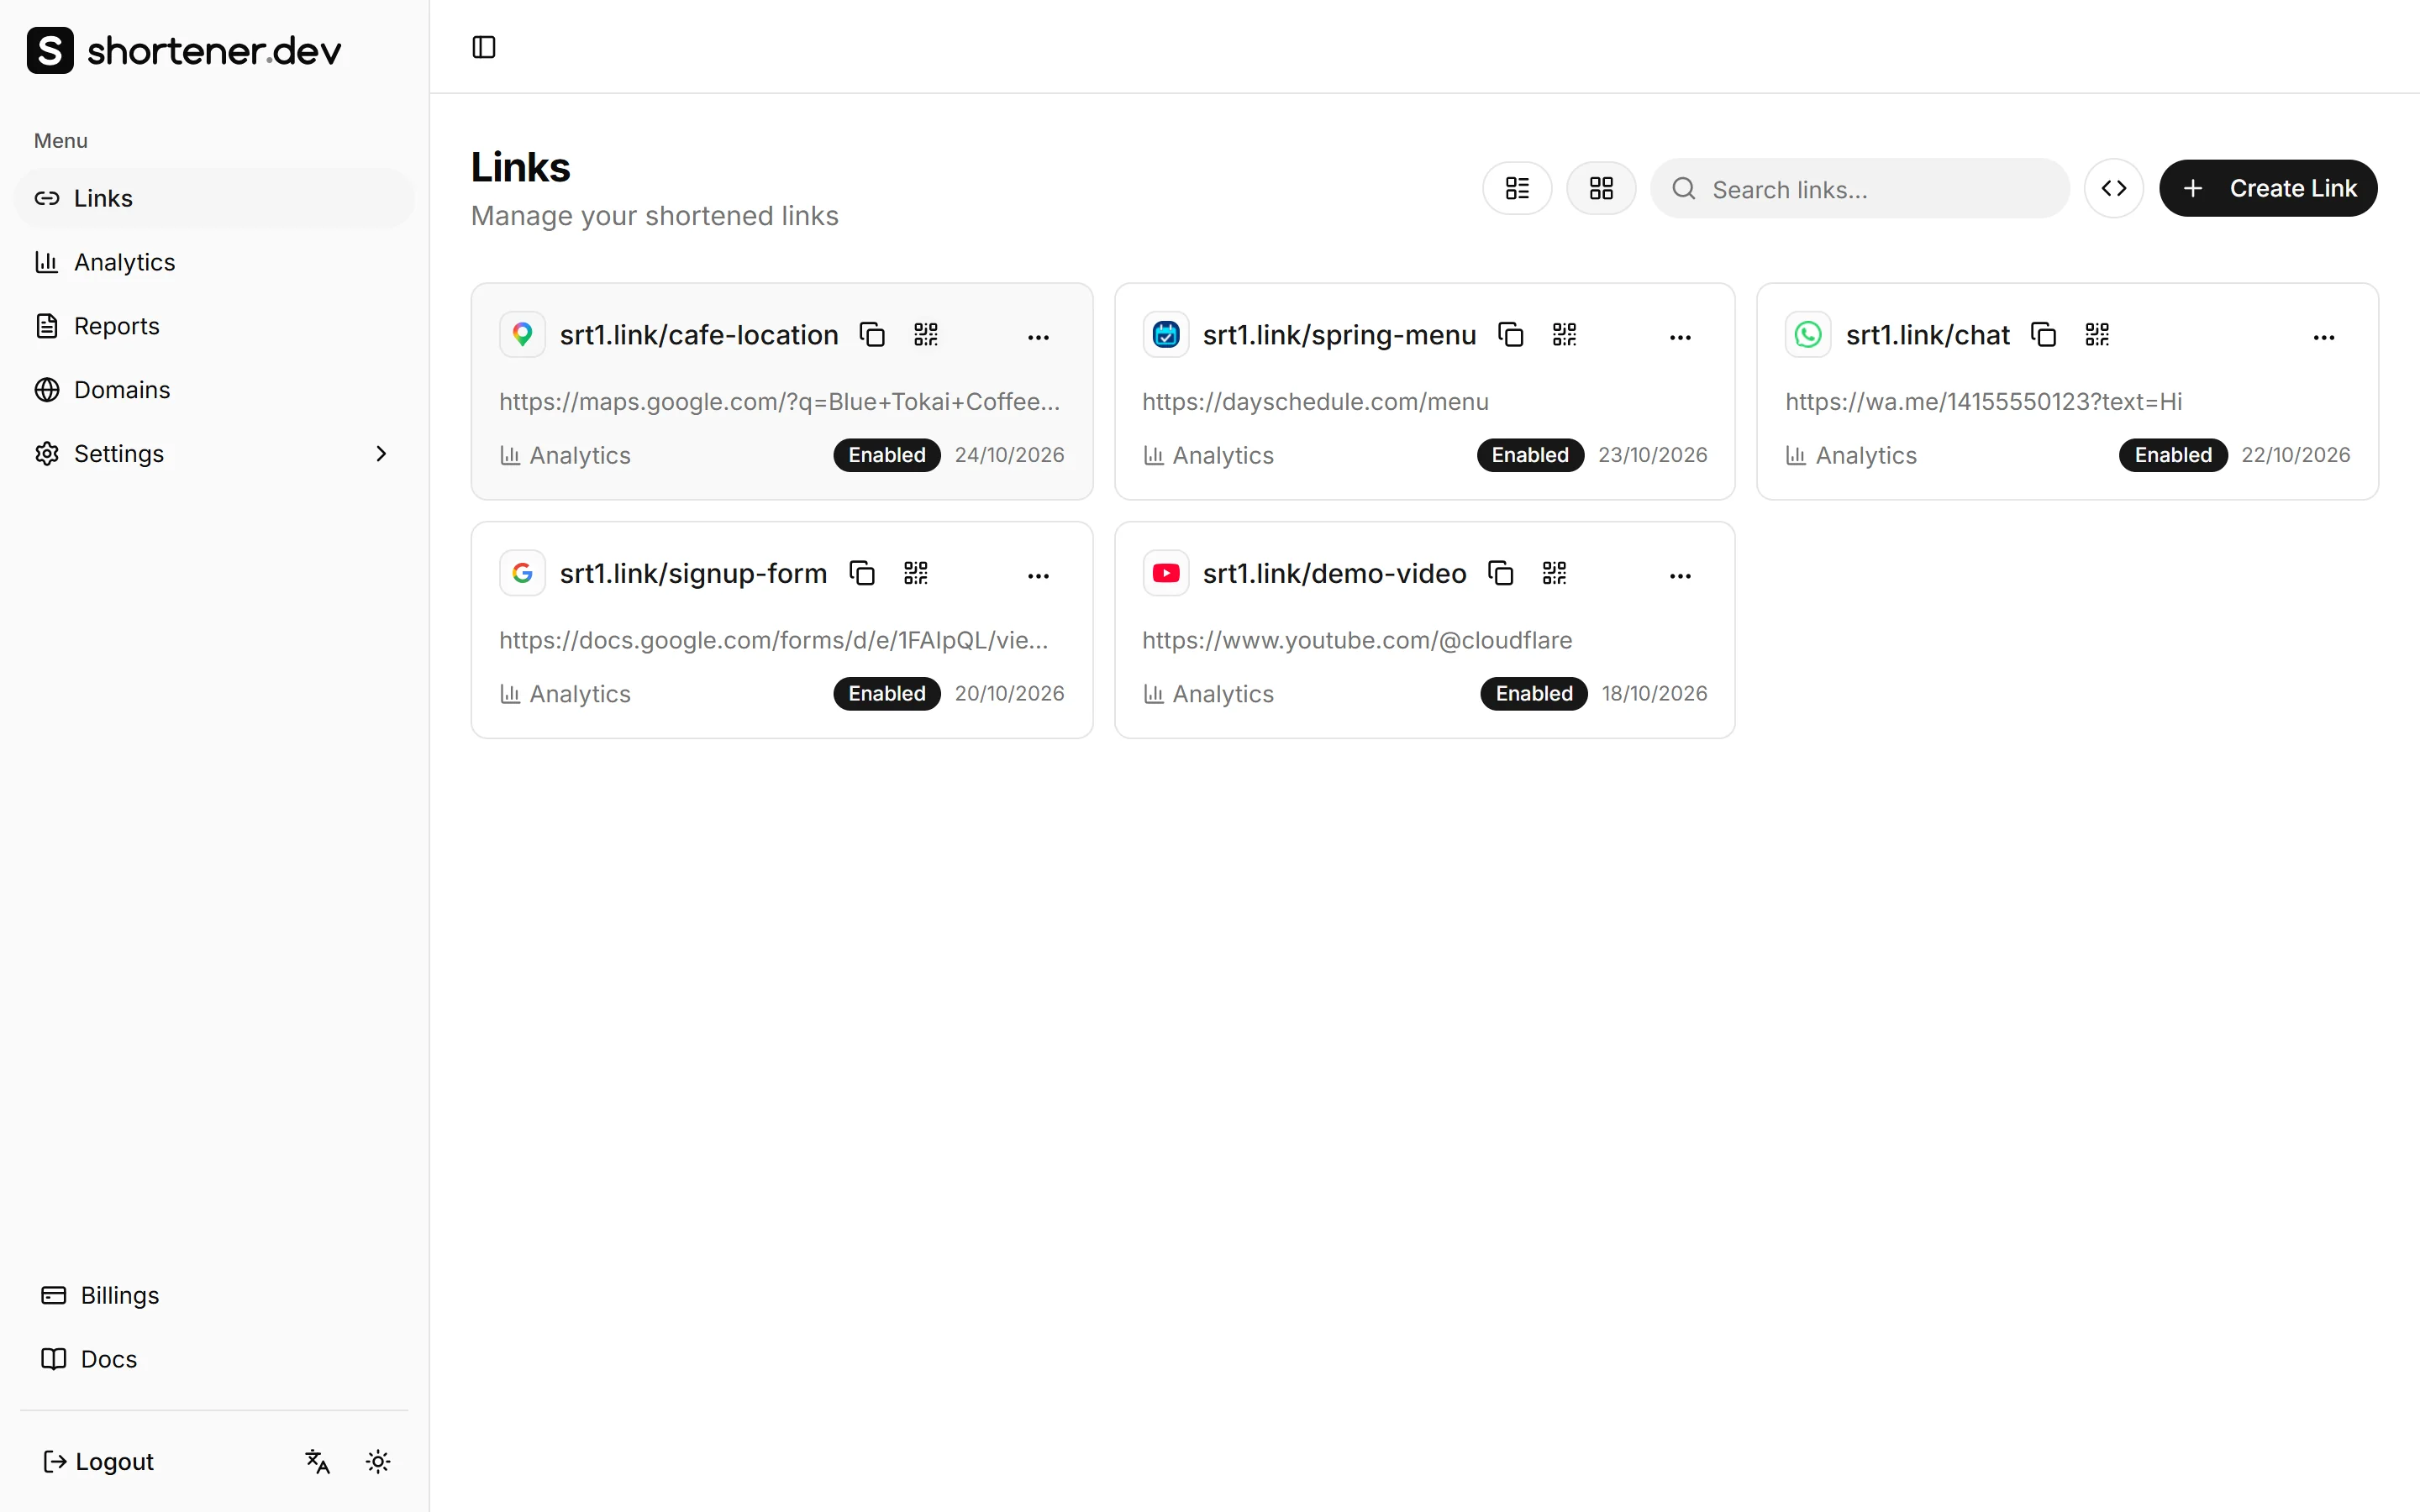 S shortener.dev
Menu
Links
Analytics
Reports
Domains
Settings
Billings
Docs
Logout
Links
Manage your shortened links
Search links...
Create Link
srt1.link/cafe-location
https://maps.google.com/?q=Blue+Tokai+Coffee...
Analytics Enabled 24/10/2026
srt1.link/spring-menu
https://dayschedule.com/menu
Analytics Enabled 23/10/2026
srt1.link/chat
https://wa.me/14155550123?text=Hi
Analytics Enabled 22/10/2026
srt1.link/signup-form
https://docs.google.com/forms/d/e/1FAIpQL/vie...
Analytics Enabled 20/10/2026
srt1.link/demo-video
https://www.youtube.com/@cloudflare
Analytics Enabled 18/10/2026